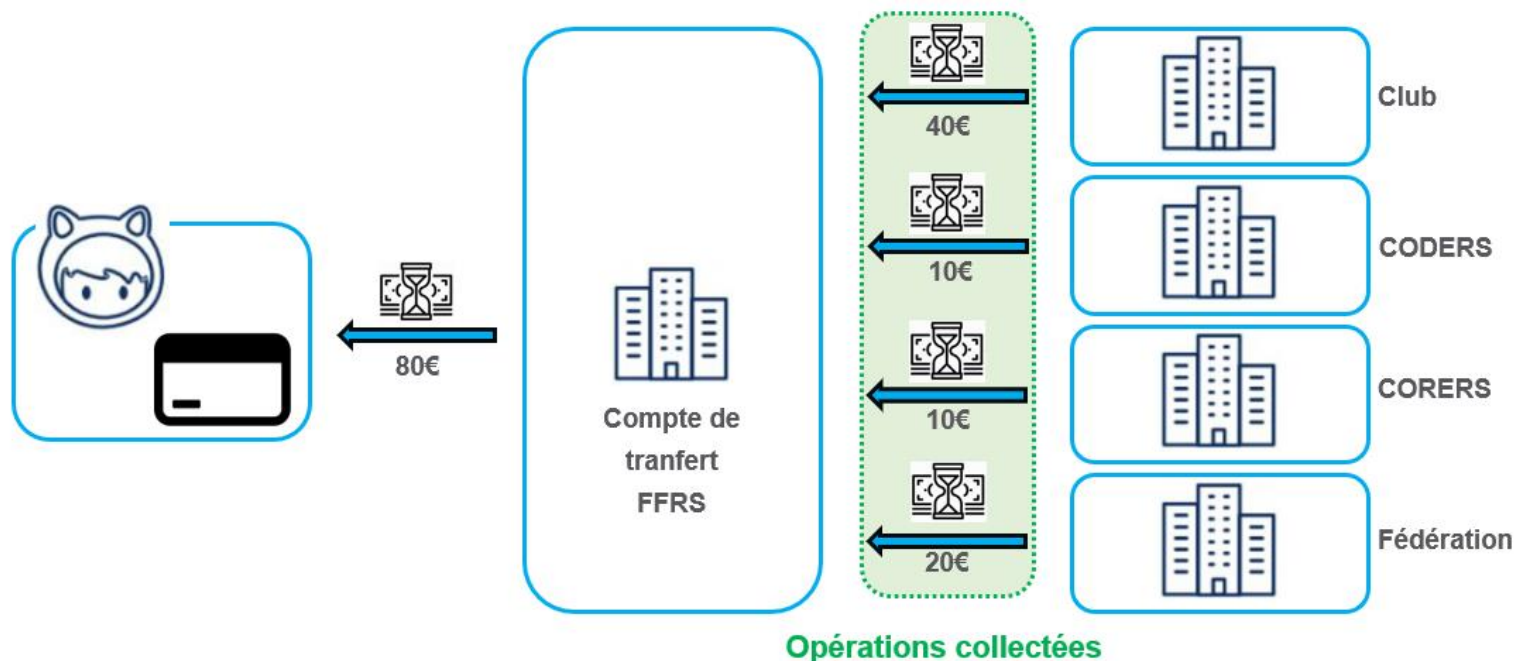 40€
Club
10€
CODERS
80€
10€
CORERS
Compte de
tranfert
FFRS
20€
Fédération
Opérations collectées